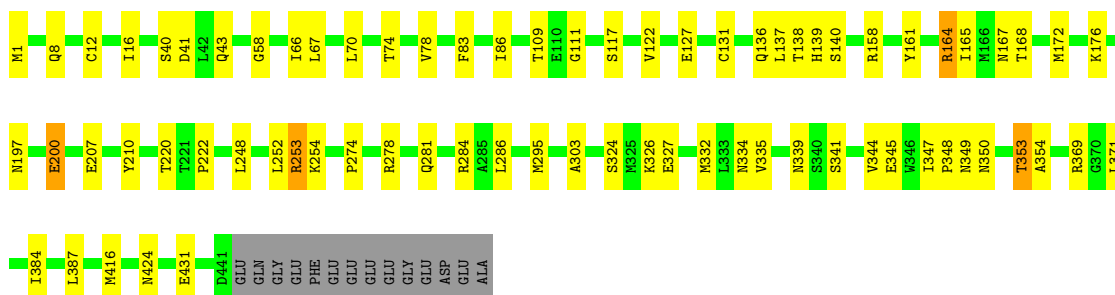 M1 Q8 C12 I16 S40 D41 L42 Q43 G58 I66 L67 L70 T74 V78 F83 I86 T109 E110 G111 S117 V122 E127 C131 Q136 L137 T138 H139 S140 R158 Y161 R164 I165 M166 N167 T168 M172 K176
N197 E200 E207 Y210 T220 T221 P222 L248 L252 R253 K254 P274 R278 Q281 R284 A285 L286 M295 A303 S324 M325 K326 E327 M332 L333 N334 V335 N339 S340 S341 V344 E345 W346 I347 P348 N349 N350 T353 A354 R369 G370 L371
I384 L387 M416 N424 E431 D441 GLU GLN GLY GLU PHE GLU GLU GLU GLU GLY GLU ASP GLU ALA